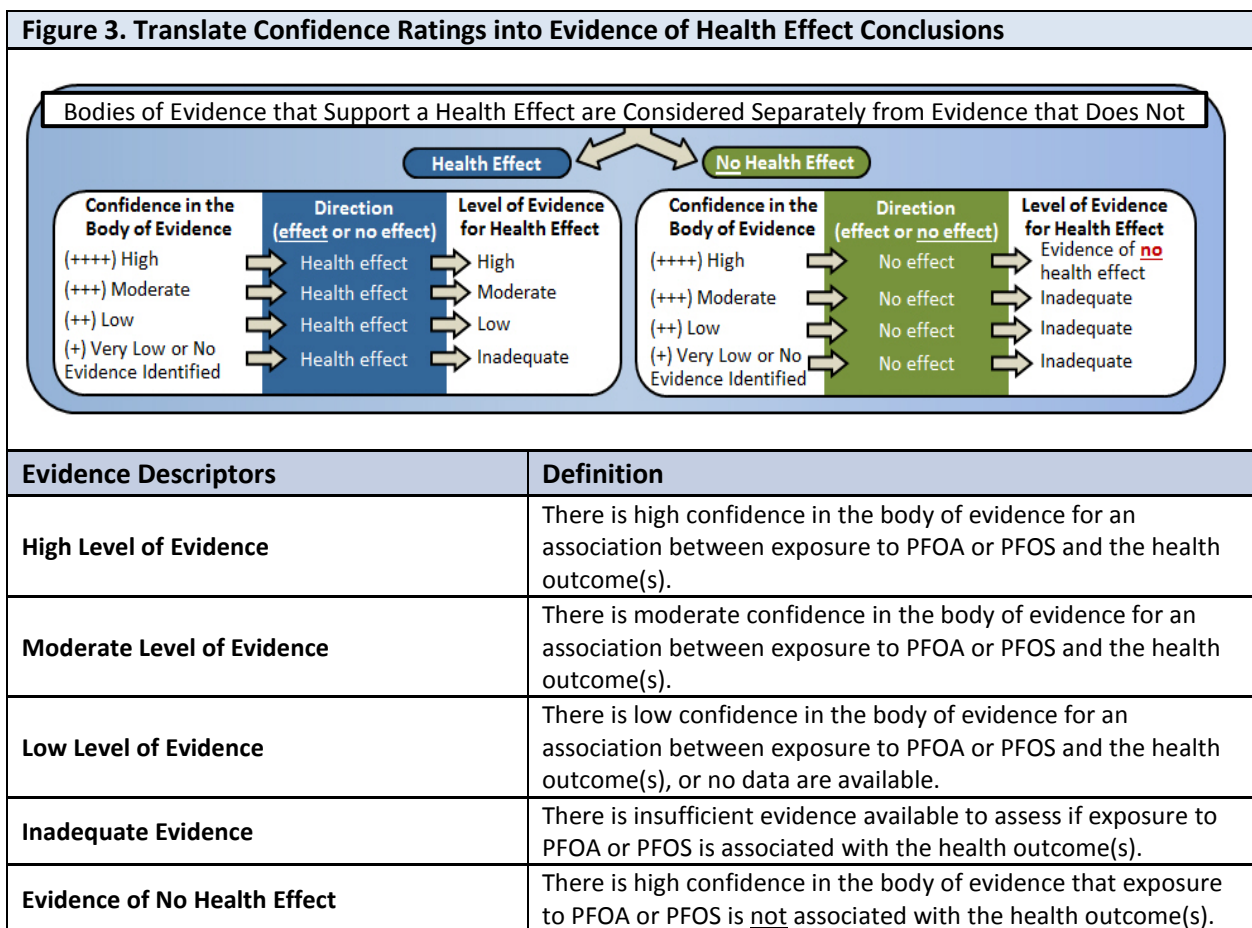 Figure 3. Translate Confidence Ratings into Evidence of Health Effect Conclusions
Bodies of Evidence that Support a Health Effect are Considered Separately from Evidence that Does Not
Health Effect
No Health Effect
Confidence in the
Body of Evidence
Direction
(effect or no effect)
Level of Evidence
for Health Effect
(++++) High
Health effect
High
(+++) Moderate
Health effect
Moderate
(++) Low
Health effect
Low
(+) Very Low or No
Evidence Identified
Health effect
Inadequate
Confidence in the
Body of Evidence
Direction
(effect or no effect)
Level of Evidence
for Health Effect
(++++) High
No effect
Evidence of no
health effect
(+++) Moderate
No effect
Inadequate
(++) Low
No effect
Inadequate
(+) Very Low or No
Evidence Identified
No effect
Inadequate
Evidence Descriptors
Definition
High Level of Evidence
There is high confidence in the body of evidence for an
association between exposure to PFOA or PFOS and the health
outcome(s).
Moderate Level of Evidence
There is moderate confidence in the body of evidence for an
association between exposure to PFOA or PFOS and the health
outcome(s).
Low Level of Evidence
There is low confidence in the body of evidence for an
association between exposure to PFOA or PFOS and the health
outcome(s), or no data are available.
Inadequate Evidence
There is insufficient evidence available to assess if exposure to
PFOA or PFOS is associated with the health outcome(s).
Evidence of No Health Effect
There is high confidence in the body of evidence that exposure
to PFOA or PFOS is not associated with the health outcome(s).